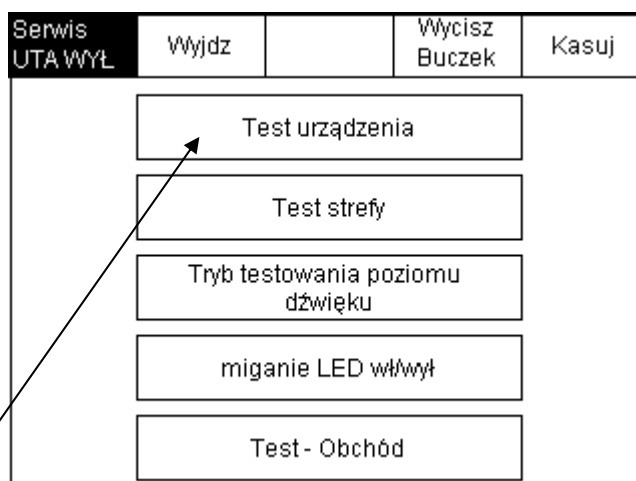 Serwis
UTA WYŁ
Wyjdz
Wycisz
Buczek
Kasuj
Test urządzenia
Test strefy
Tryb testowania poziomu
dźwięku
miganie LED wł/wył
Test - Obchód